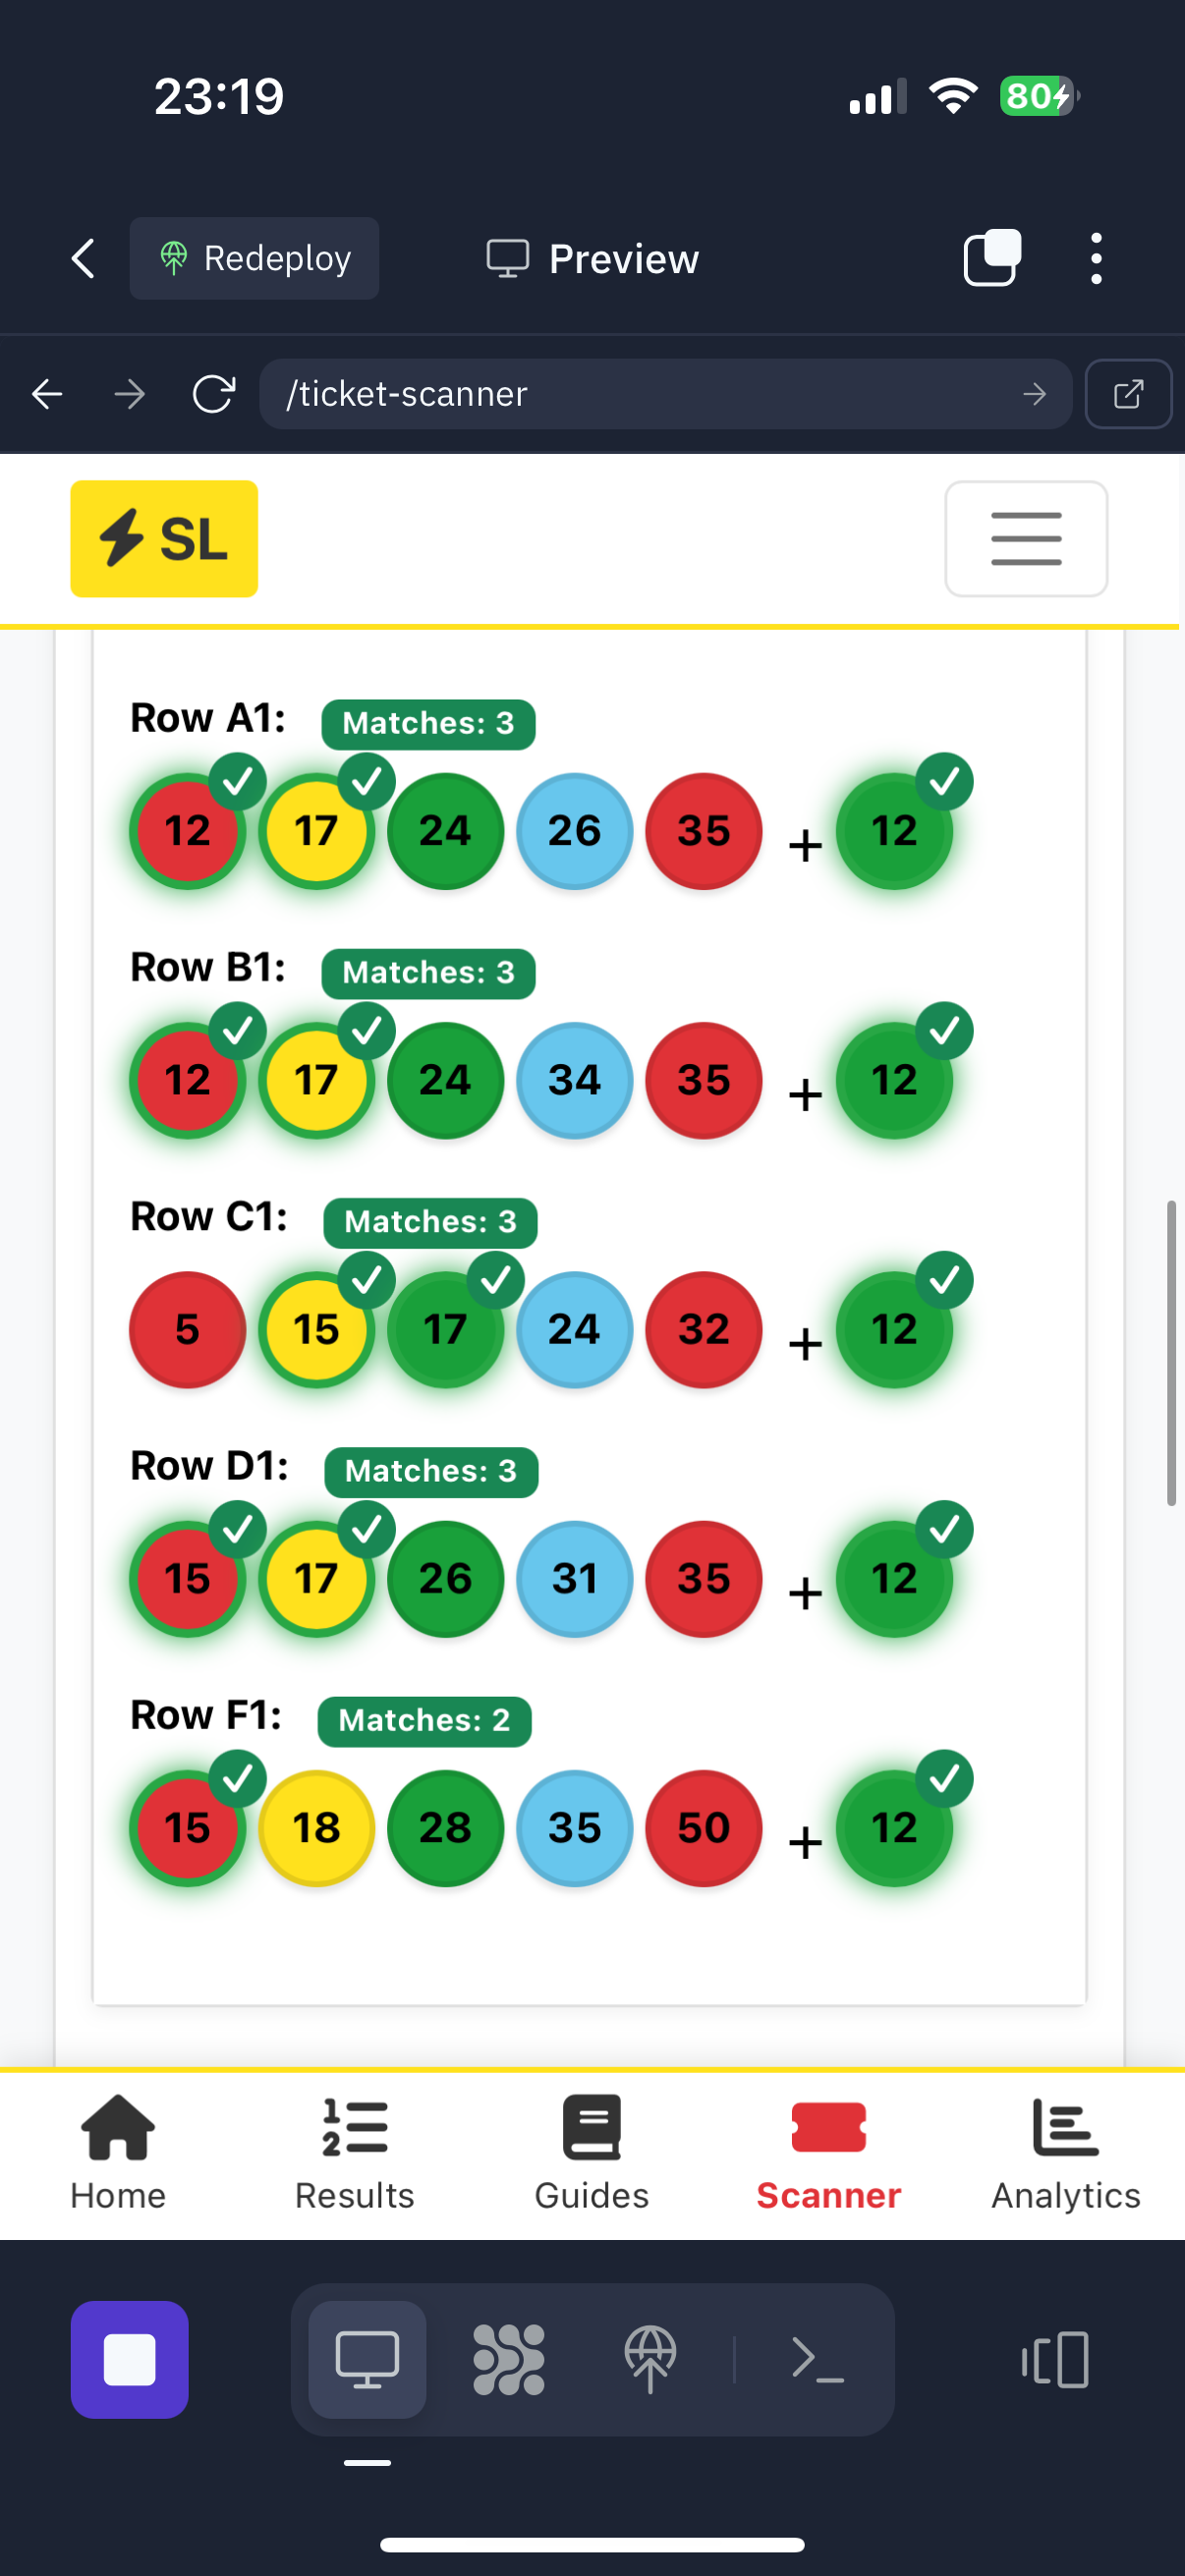 23:19
80
Redeploy
Preview
/ticket-scanner
SL
Row A1: Matches: 3
12 17 24 26 35 + 12
Row B1: Matches: 3
12 17 24 34 35 + 12
Row C1: Matches: 3
5 15 17 24 32 + 12
Row D1: Matches: 3
15 17 26 31 35 + 12
Row F1: Matches: 2
15 18 28 35 50 + 12
Home Results Guides Scanner Analytics